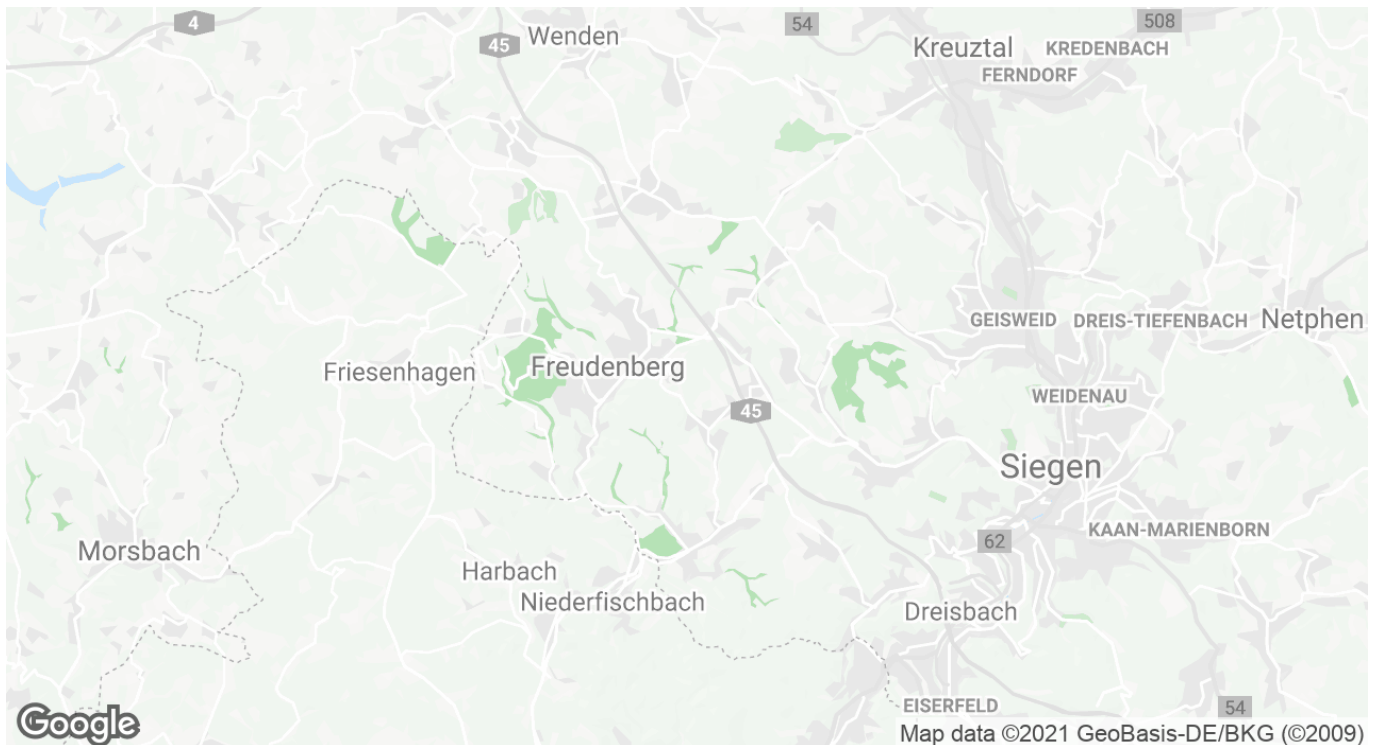 4
54
508
Wenden
45
Kreuztal
KREDENBACH
FERNDORF
GEISWEID
DREIS-TIEFENBACH
Netphen
Friesenhagen
Freudenberg
WEIDENAU
45
Siegen
KAAN-MARIENBORN
62
Morsbach
Harbach
Niederfischbach
Dreisbach
EISERFELD
54
Google
Map data ©2021 GeoBasis-DE/BKG (©2009)